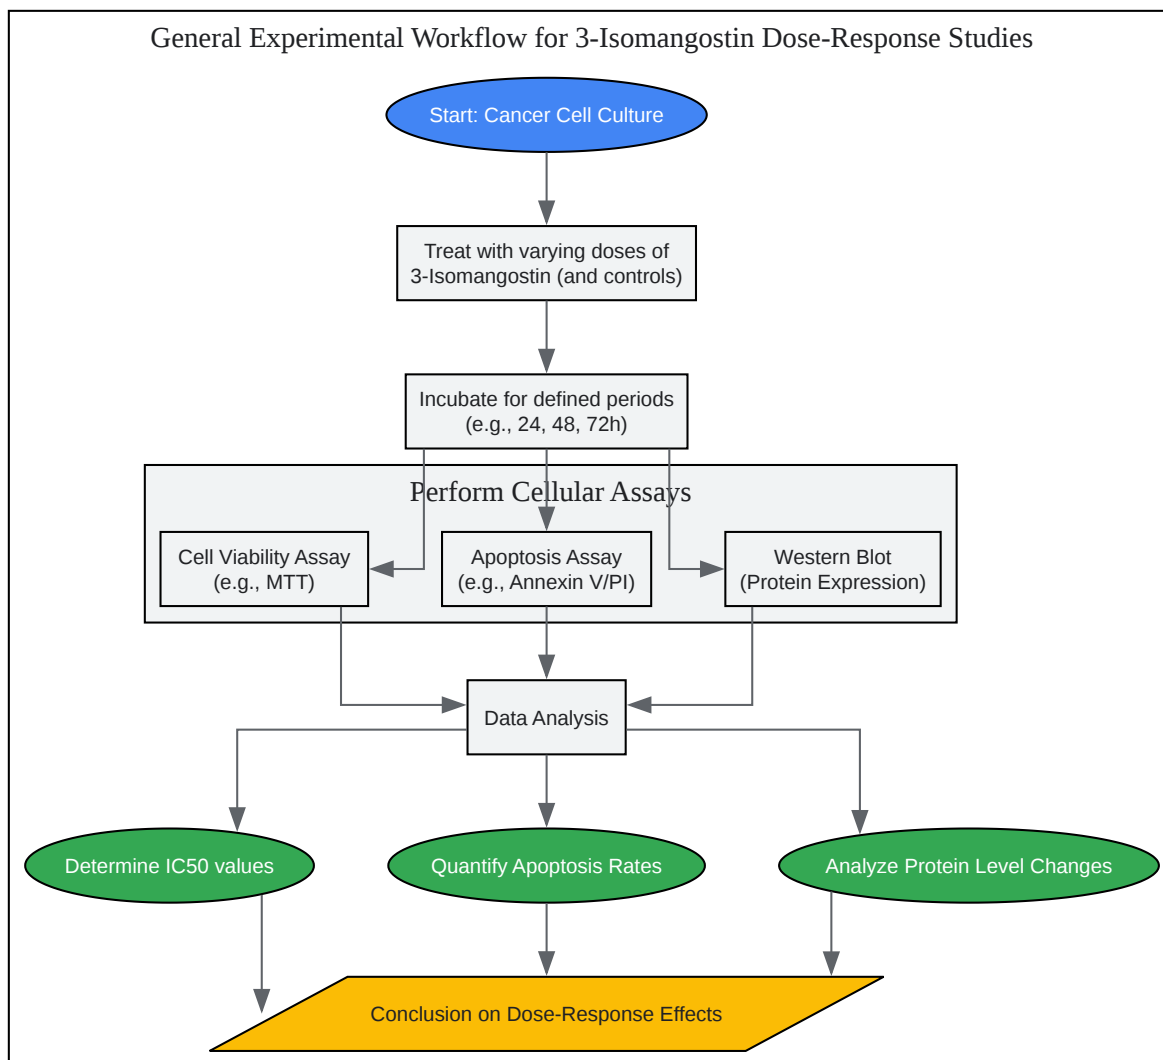 General Experimental Workflow for 3-Isomangostin Dose-Response Studies
Start: Cancer Cell Culture
Treat with varying doses of
3-Isomangostin (and controls)
Incubate for defined periods
(e.g., 24, 48, 72h)
Perform Cellular Assays
Cell Viability Assay
(e.g., MTT)
Apoptosis Assay
(e.g., Annexin V/PI)
Western Blot
(Protein Expression)
Data Analysis
Determine IC50 values
Quantify Apoptosis Rates
Analyze Protein Level Changes
Conclusion on Dose-Response Effects